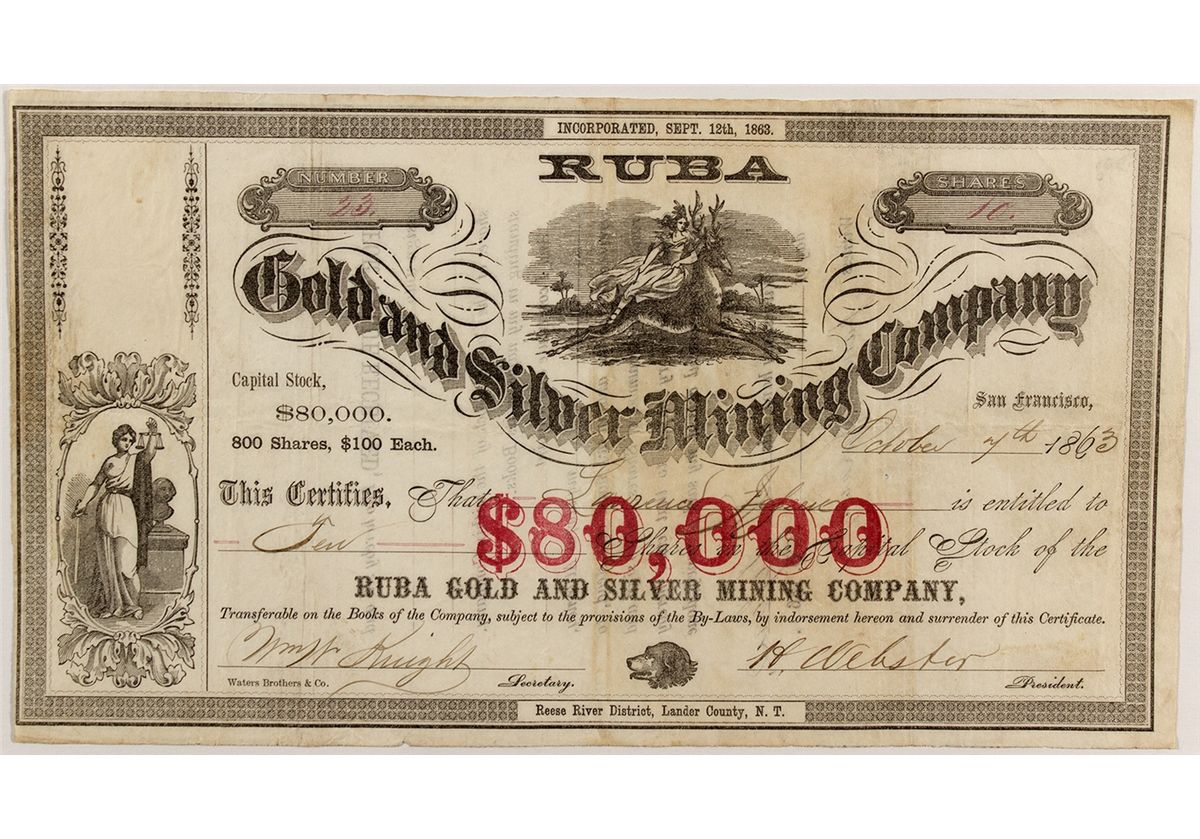 INCORPORATED, SEPT. 12th, 1863.
RUBA
NUMBER
23.
SHARES
10.
Gold and Silver Mining Company
Capital Stock,
$80,000.
800 Shares, $100 Each.
San Francisco,
October 7th 1863
This Certifies, That Lawrence is entitled to
$80,000
Ten Shares in the Capital Stock of the
RUBA GOLD AND SILVER MINING COMPANY,
Transferable on the Books of the Company, subject to the provisions of the By-Laws, by indorsement hereon and surrender of this Certificate.
Wm W Knight
H Webster
Waters Brothers & Co.
Secretary.
President.
Reese River District, Lander County, N. T.